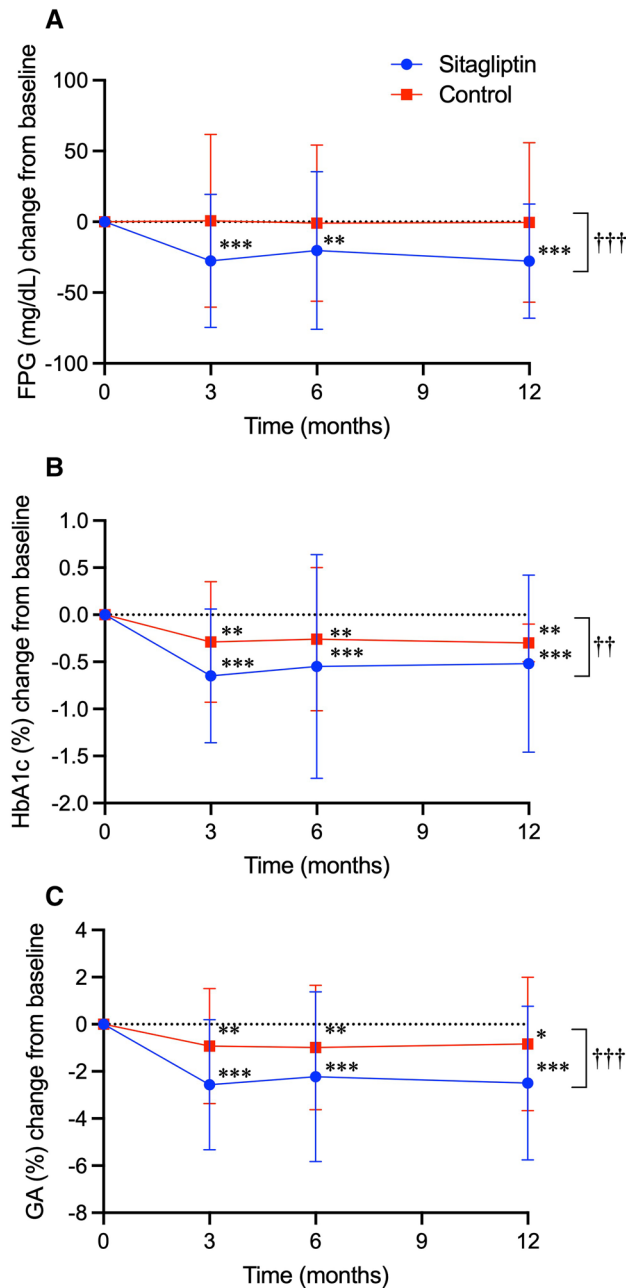 A
Sitagliptin
Control
FPG (mg/dL) change from baseline
100
50
0
-50
-100
***
**
***
†††
0 3 6 9 12
Time (months)
B
HbA1c (%) change from baseline
1.0
0.5
0.0
-0.5
-1.0
-1.5
-2.0
** ** **
*** *** ***
††
0 3 6 9 12
Time (months)
C
GA (%) change from baseline
4
2
0
-2
-4
-6
-8
** ** *
*** *** ***
†††
0 3 6 9 12
Time (months)